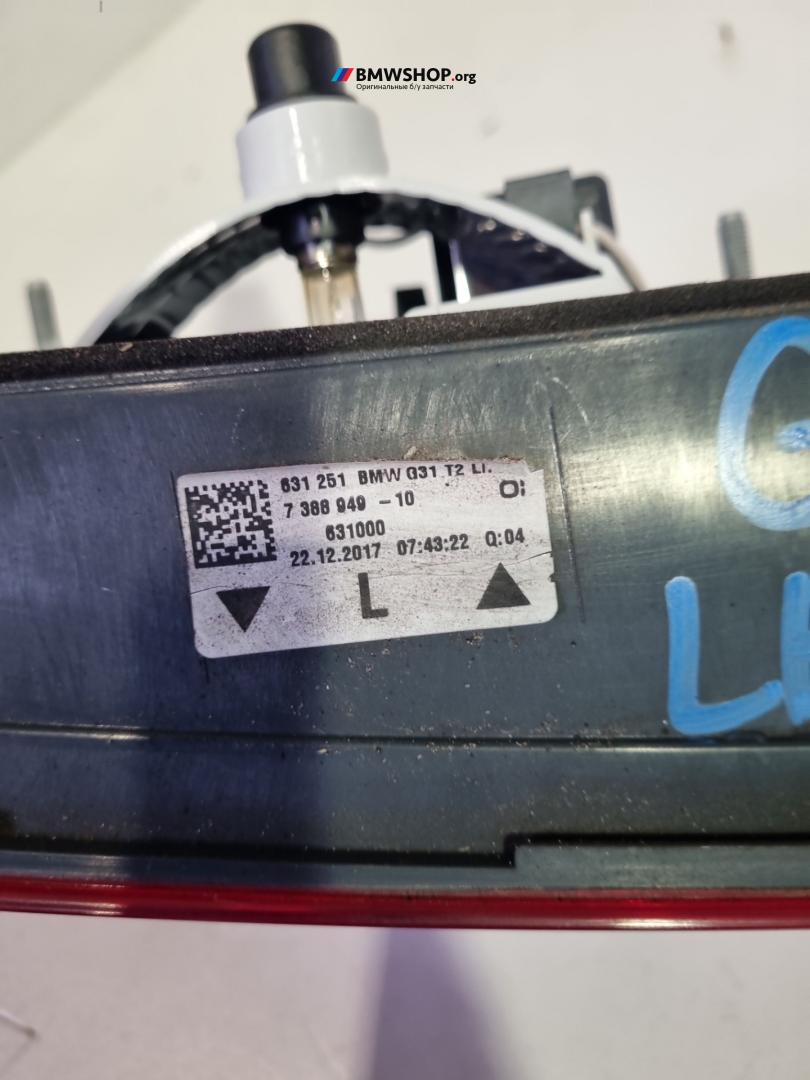 BMWSHOP.org
Оригинальные б/у запчасти
631 251 BMW G31 T2 LI.
7 388 949 -10
631000
22.12.2017 07:43:22 Q:04
L